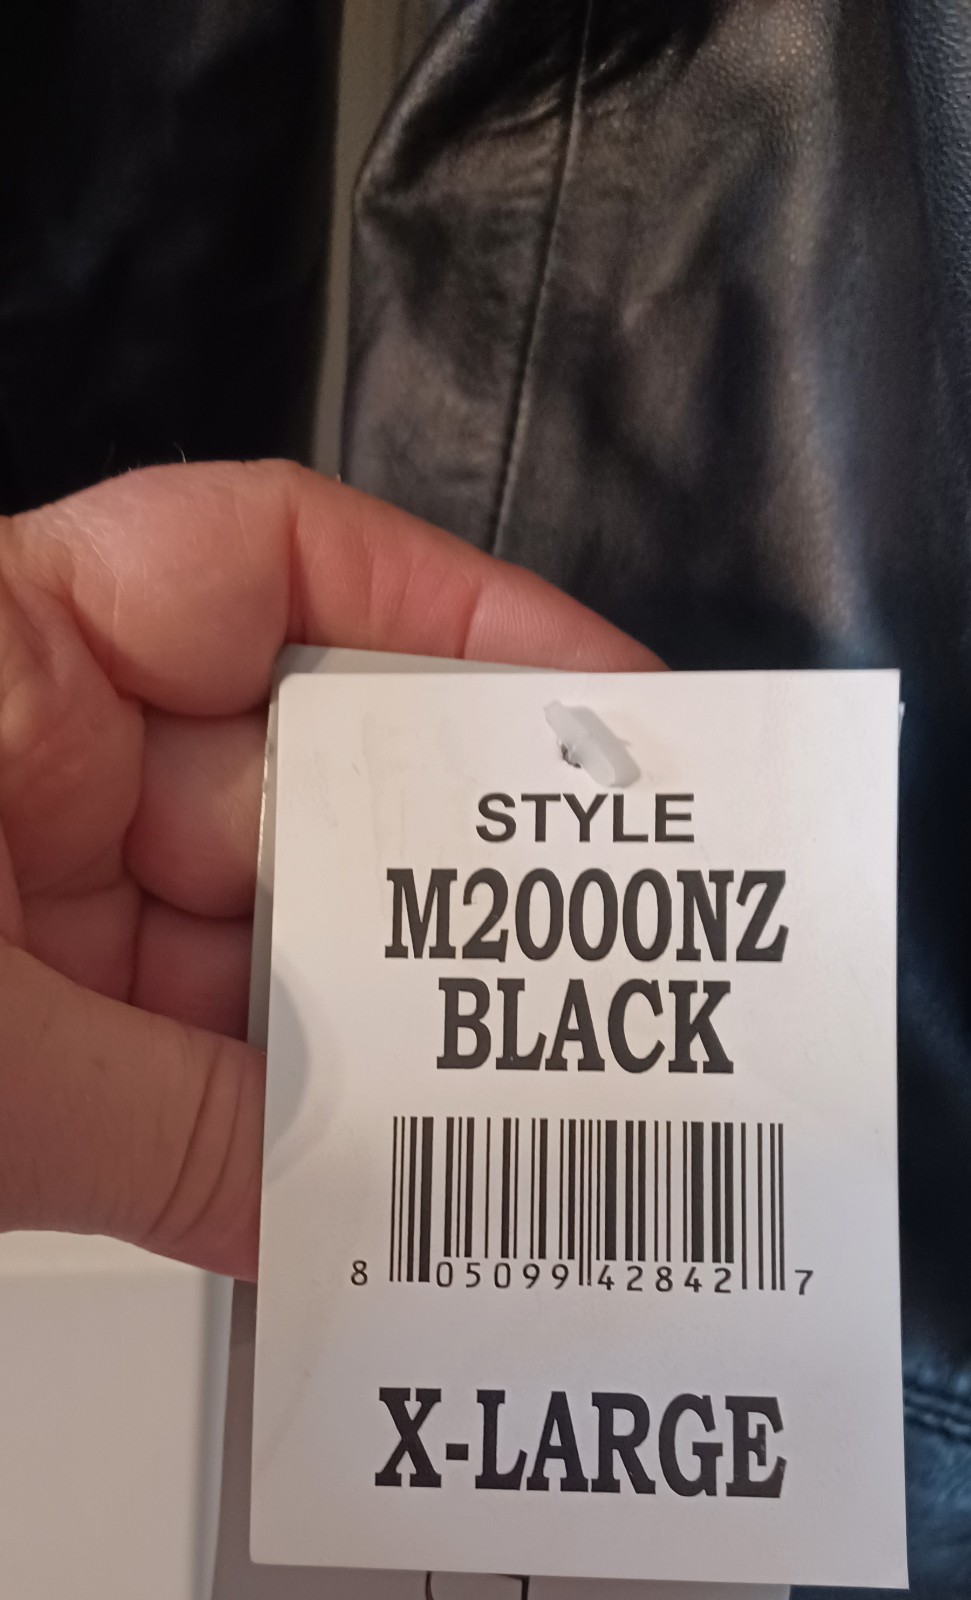 STYLE
M2000NZ
BLACK
8 05099 42842 7
X-LARGE